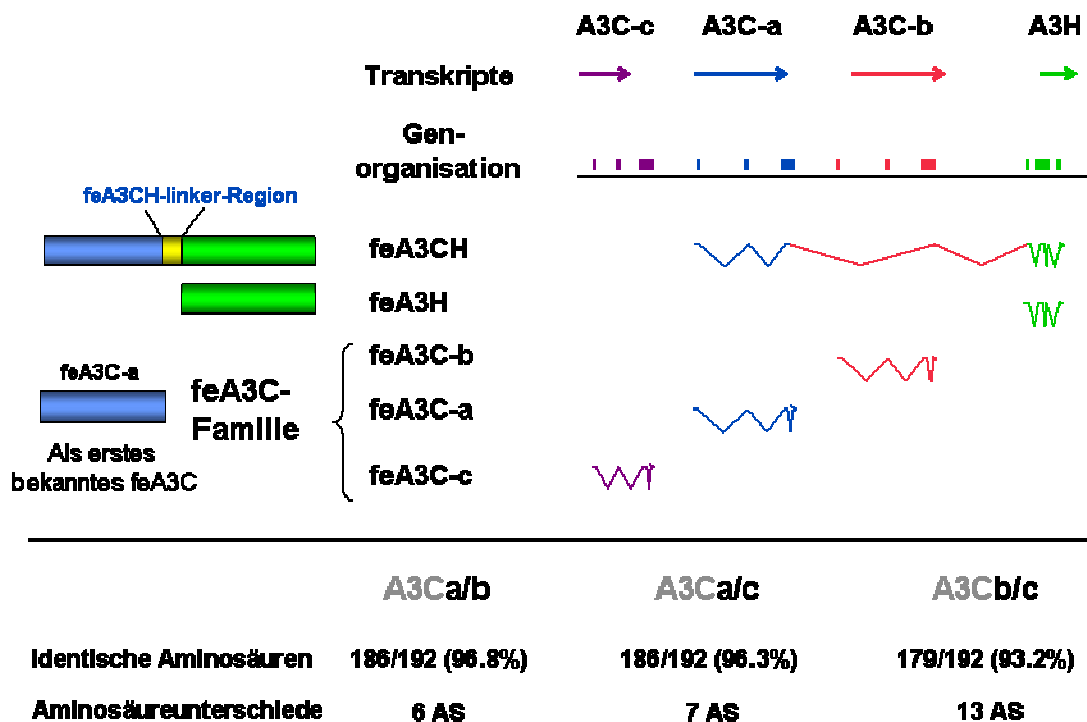 A3C-c A3C-a A3C-b A3H
Transkripte
Gen-
organisation
feA3CH-linker-Region
feA3CH
feA3H
feA3C-b
feA3C-a
feA3C-
Familie
feA3C-a
Als erstes
bekanntes feA3C
feA3C-c
A3Ca/b A3Ca/c A3Cb/c
Identische Aminosäuren 186/192 (96.8%) 186/192 (96.3%) 179/192 (93.2%)
Aminosäureunterschiede 6 AS 7 AS 13 AS